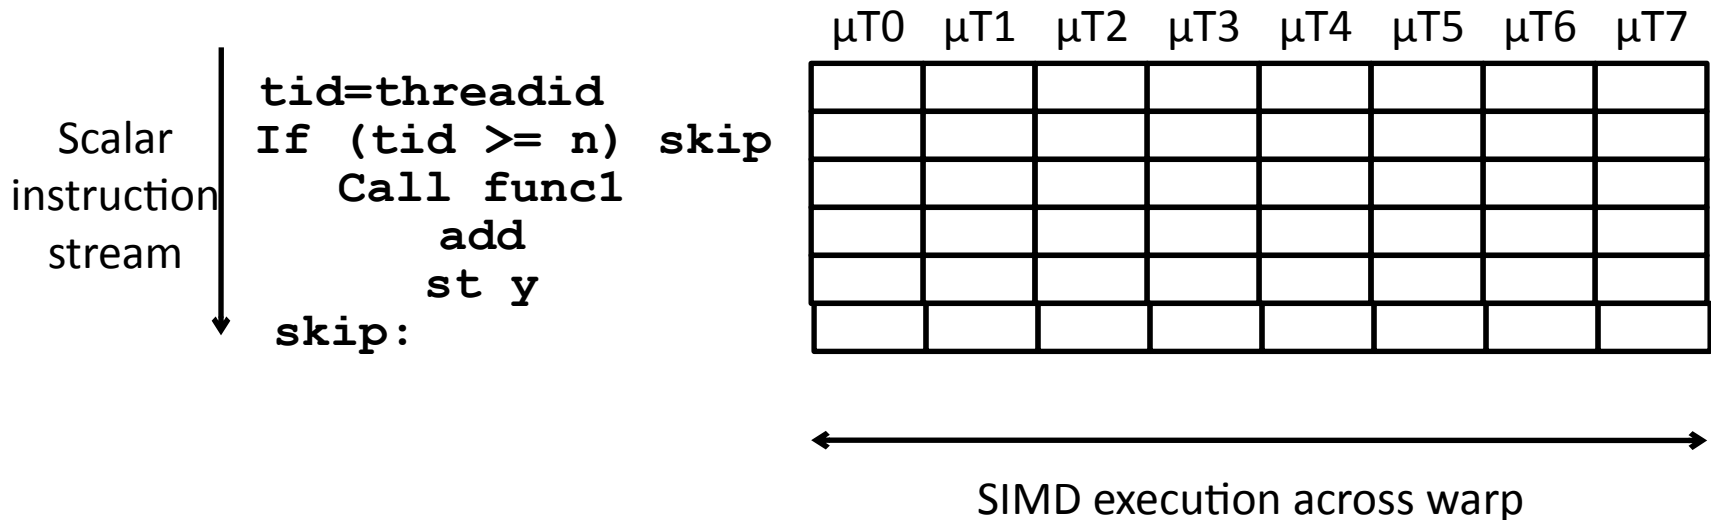 µT0 µT1 µT2 µT3 µT4 µT5 µT6 µT7
Scalar
instruction
stream
tid=threadid
If (tid >= n) skip
Call func1
add
st y
skip:
SIMD execution across warp